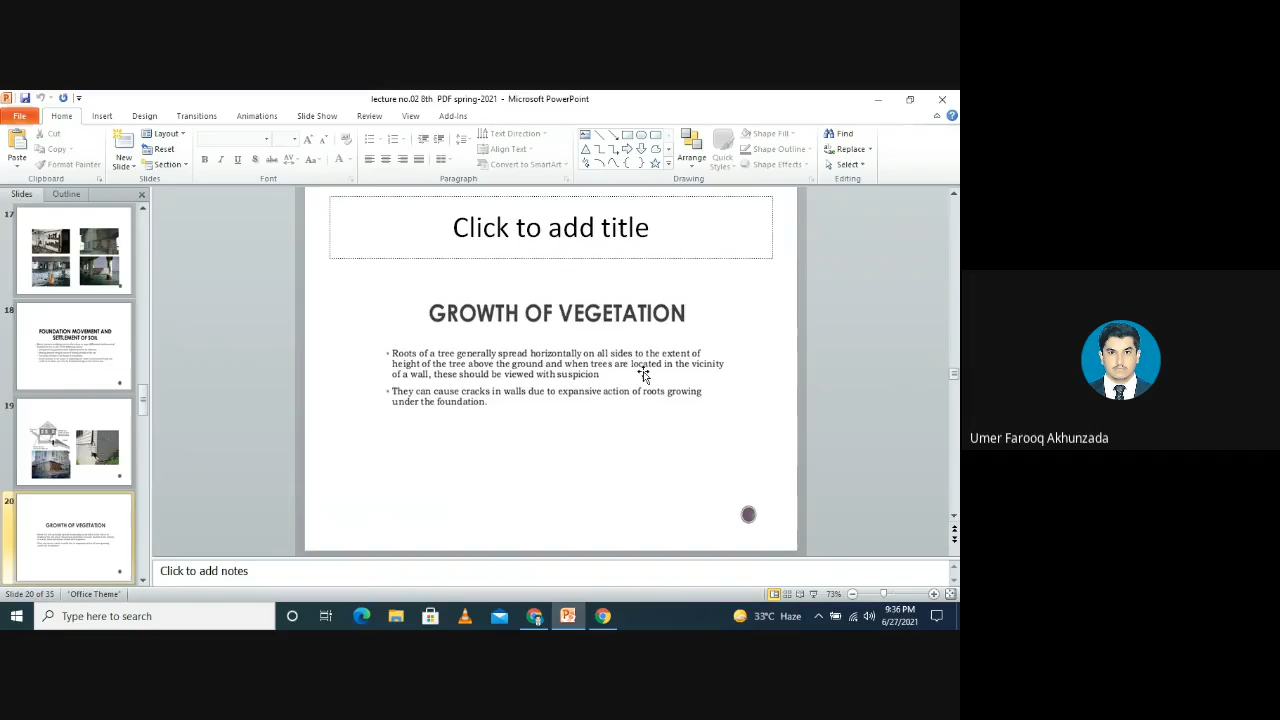 lecture no.02 8th PDF spring-2021 - Microsoft PowerPoint
File Home Insert Design Transitions Animations Slide Show Review View Add-Ins
Paste
Cut
Copy
Format Painter
Clipboard
New Slide
Layout
Reset
Section
Slides
Font
Text Direction
Align Text
Convert to SmartArt
Paragraph
Arrange
Quick Styles
Shape Fill
Shape Outline
Shape Effects
Drawing
Find
Replace
Select
Editing
Slides Outline
17
18
FOUNDATION MOVEMENT AND
SETTLEMENT OF SOIL
19
20
GROWTH OF VEGETATION
Click to add title
GROWTH OF VEGETATION
Roots of a tree generally spread horizontally on all sides to the extent of
height of the tree above the ground and when trees are located in the vicinity
of a wall, these should be viewed with suspicion
They can cause cracks in walls due to expansive action of roots growing
under the foundation.
Click to add notes
Slide 20 of 35 "Office Theme" 73%
Type here to search
33°C Haze
9:36 PM
6/27/2021
Umer Farooq Akhunzada